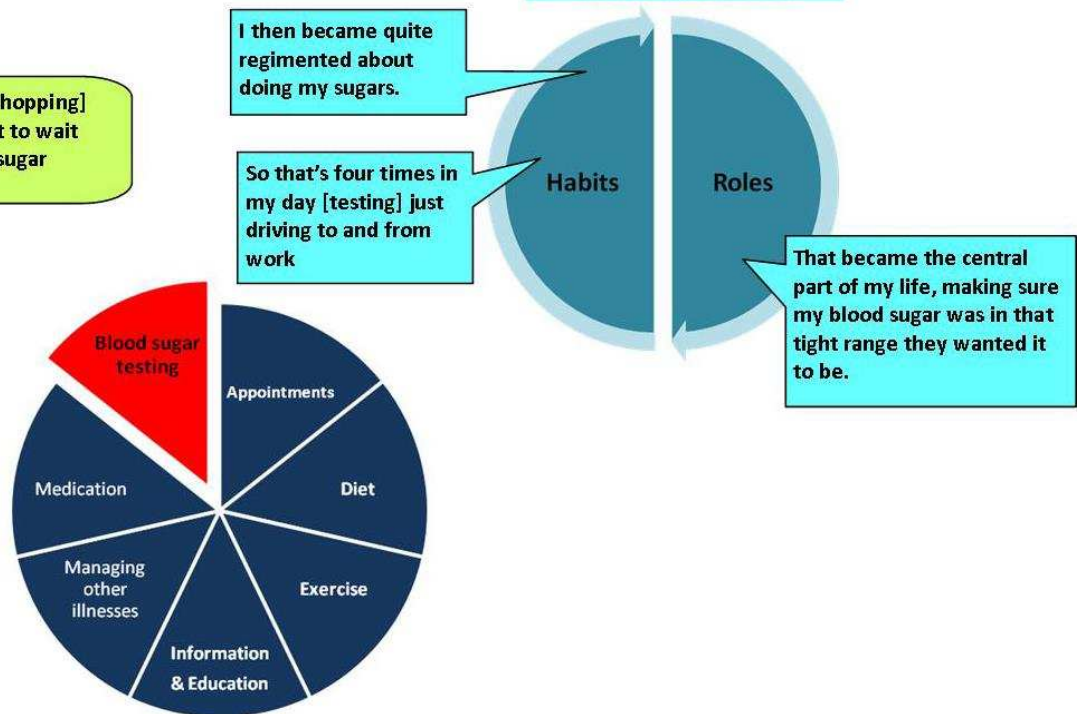 I then became quite
regimented about
doing my sugars.
hopping]
t to wait
sugar
So that's four times in
my day [testing] just
driving to and from
work
Habits
Roles
That became the central
part of my life, making sure
my blood sugar was in that
tight range they wanted it
to be.
Blood sugar
testing
Appointments
Medication
Diet
Managing
other
illnesses
Exercise
Information
& Education